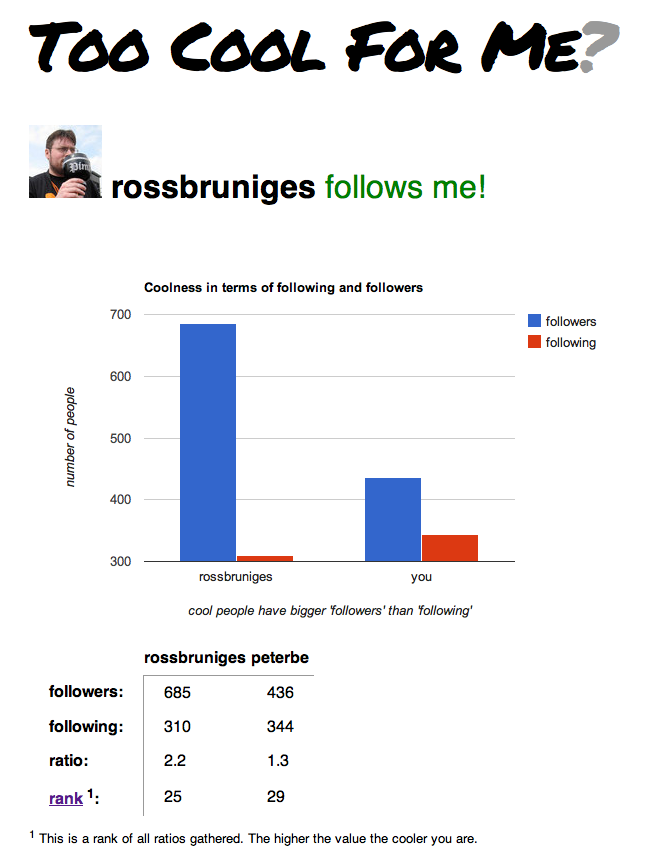 Too Cool For Me?
rossbruniges follows me!
Coolness in terms of following and followers
700
600
500
400
300
number of people
followers
following
rossbruniges you
cool people have bigger 'followers' than 'following'
rossbruniges peterbe
followers: 685 436
following: 310 344
ratio: 2.2 1.3
rank 1: 25 29
1 This is a rank of all ratios gathered. The higher the value the cooler you are.